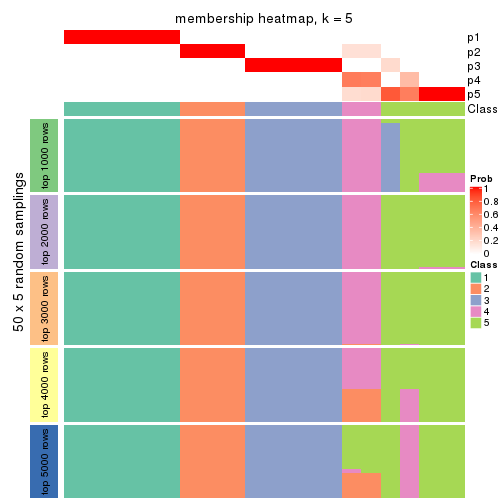 membership heatmap, k = 5
p1
p2
p3
p4
p5
Class
50 x 5 random samplings
top 1000 rows
top 2000 rows
top 3000 rows
top 4000 rows
top 5000 rows
Prob
1
0.8
0.6
0.4
0.2
0
Class
1
2
3
4
5